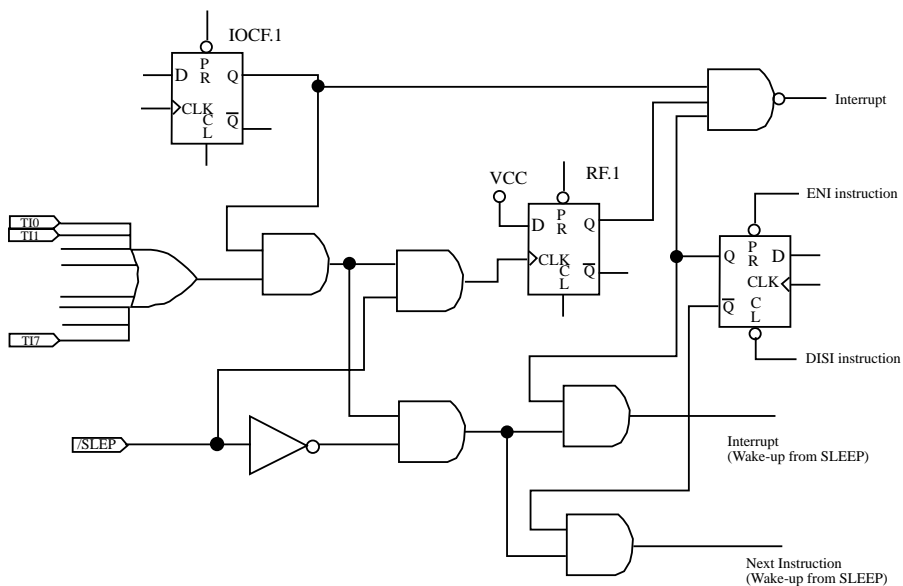 IOCF.1
P
R
D
Q
CLK
C
L
Q
Interrupt
VCC
RF.1
ENI instruction
P
R
D
Q
CLK
C
L
Q
TI0
TI1
P
R
Q
D
CLK
C
L
Q
TI7
DISI instruction
/SLEP
Interrupt
(Wake-up from SLEEP)
Next Instruction
(Wake-up from SLEEP)